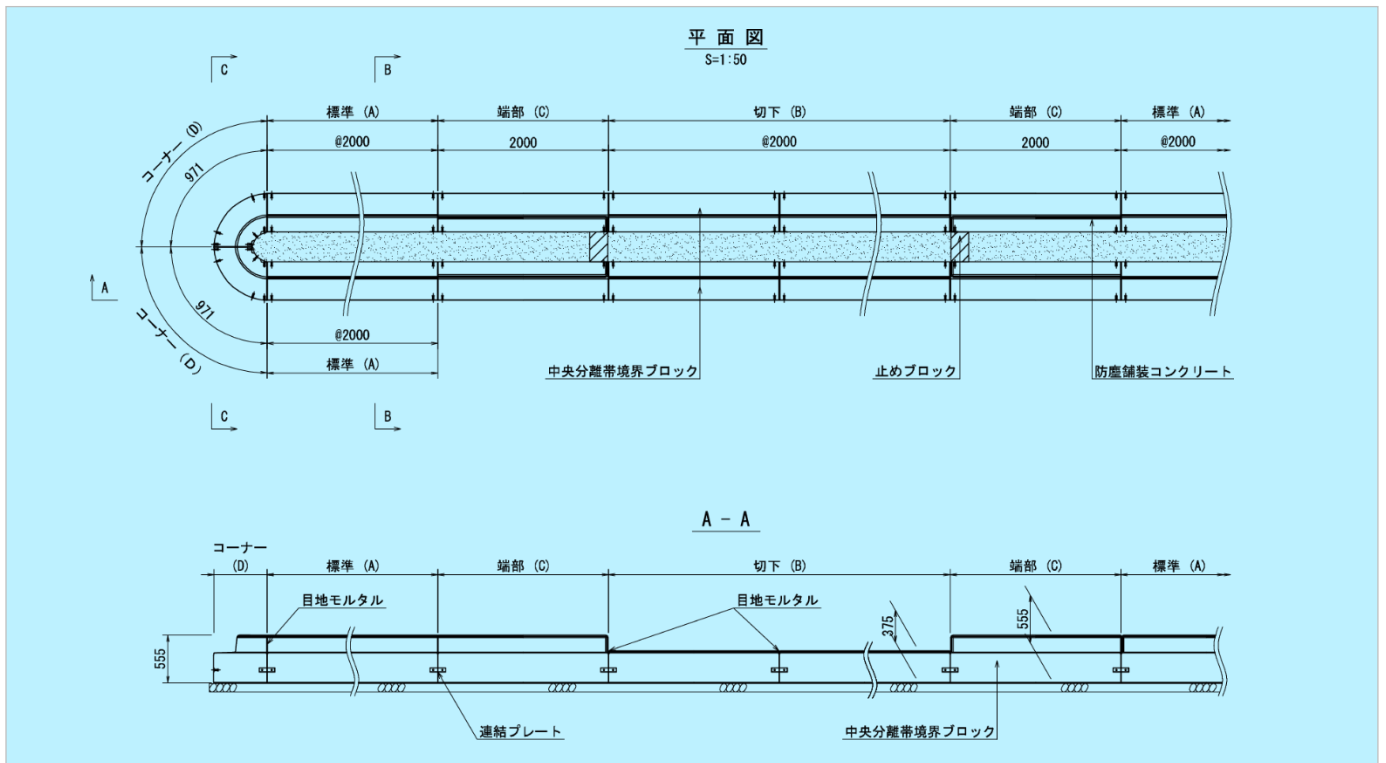 平 面 図
S=1:50
C
B
標準 (A)
端部 (C)
切下 (B)
端部 (C)
標準 (A)
@2000
2000
@2000
2000
@2000
コーナー (D)
971
A
971
コーナー (D)
@2000
標準 (A)
中央分離帯境界ブロック
止めブロック
防塵舗装コンクリート
C
B
A - A
コーナー
(D)
標準 (A)
端部 (C)
切下 (B)
端部 (C)
標準 (A)
目地モルタル
目地モルタル
375
555
555
連結プレート
中央分離帯境界ブロック